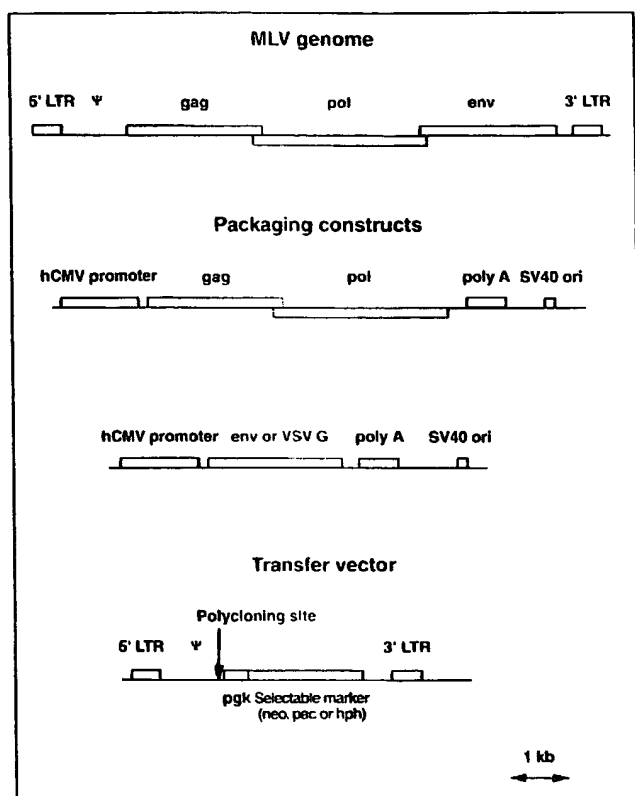 MLV genome
5' LTR Ψ gag pol env 3' LTR
Packaging constructs
hCMV promoter gag pol poly A SV40 ori
hCMV promoter env or VSV G poly A SV40 ori
Transfer vector
Polycloning site
5' LTR Ψ 3' LTR
pgk Selectable marker
(neo. pac or hph)
1 kb